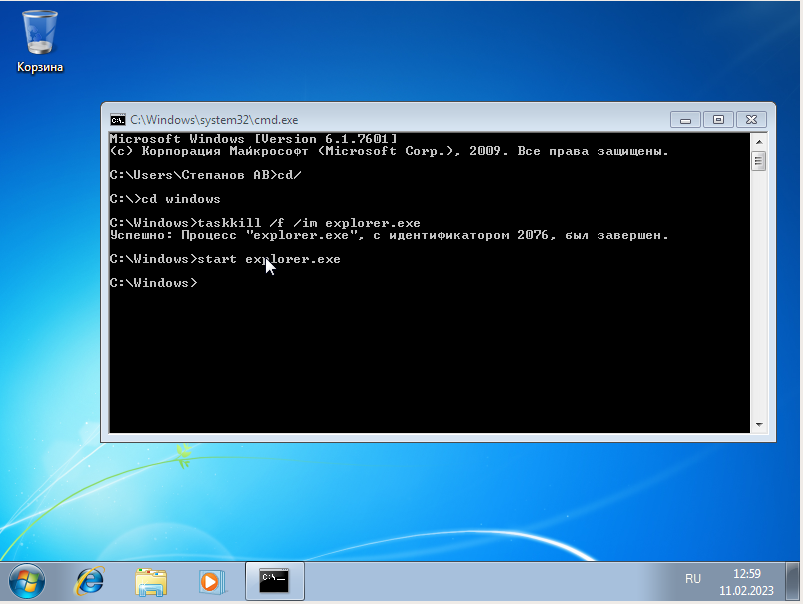 Корзина
C:\Windows\system32\cmd.exe
Microsoft Windows [Version 6.1.7601]
(c) Корпорация Майкрософт (Microsoft Corp.), 2009. Все права защищены.
C:\Users\Степанов АВ>cd/
C:\>cd windows
C:\Windows>taskkill /f /im explorer.exe
Успешно: Процесс "explorer.exe", с идентификатором 2076, был завершен.
C:\Windows>start explorer.exe
C:\Windows>
C:\_
RU
12:59
11.02.2023